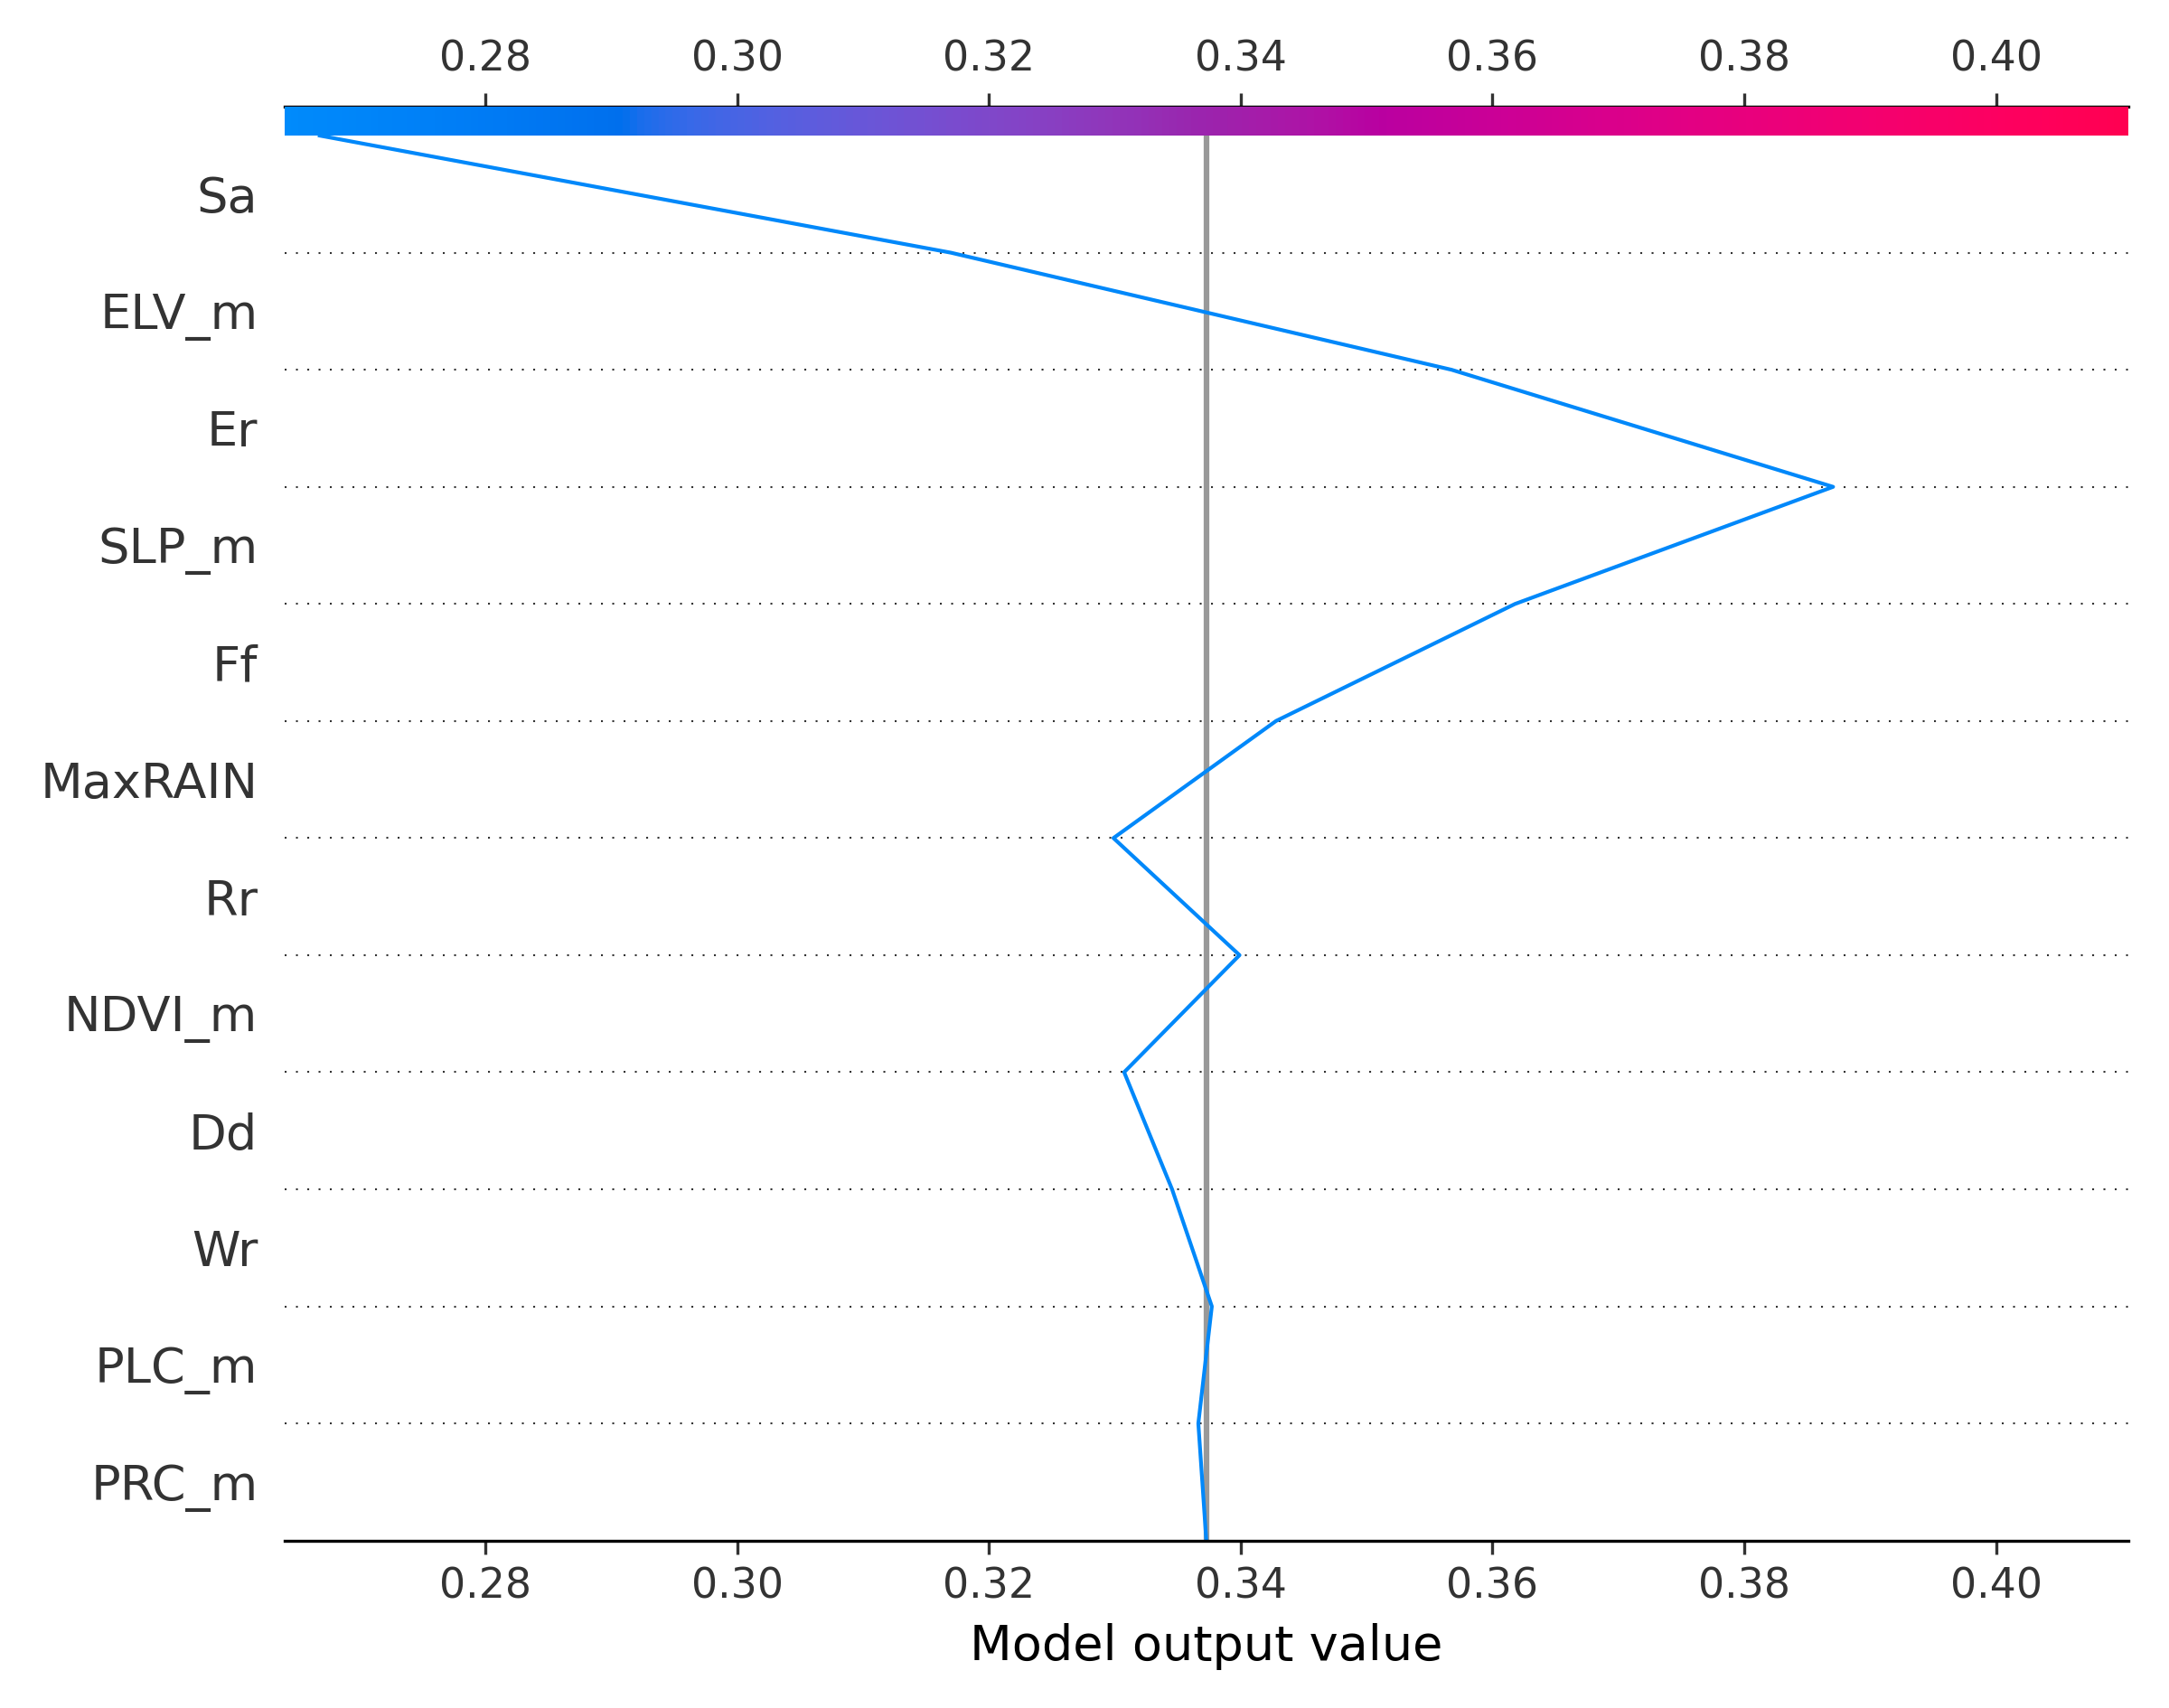 0.28 0.30 0.32 0.34 0.36 0.38 0.40
Sa
ELV_m
Er
SLP_m
Ff
MaxRAIN
Rr
NDVI_m
Dd
Wr
PLC_m
PRC_m
0.28 0.30 0.32 0.34 0.36 0.38 0.40
Model output value